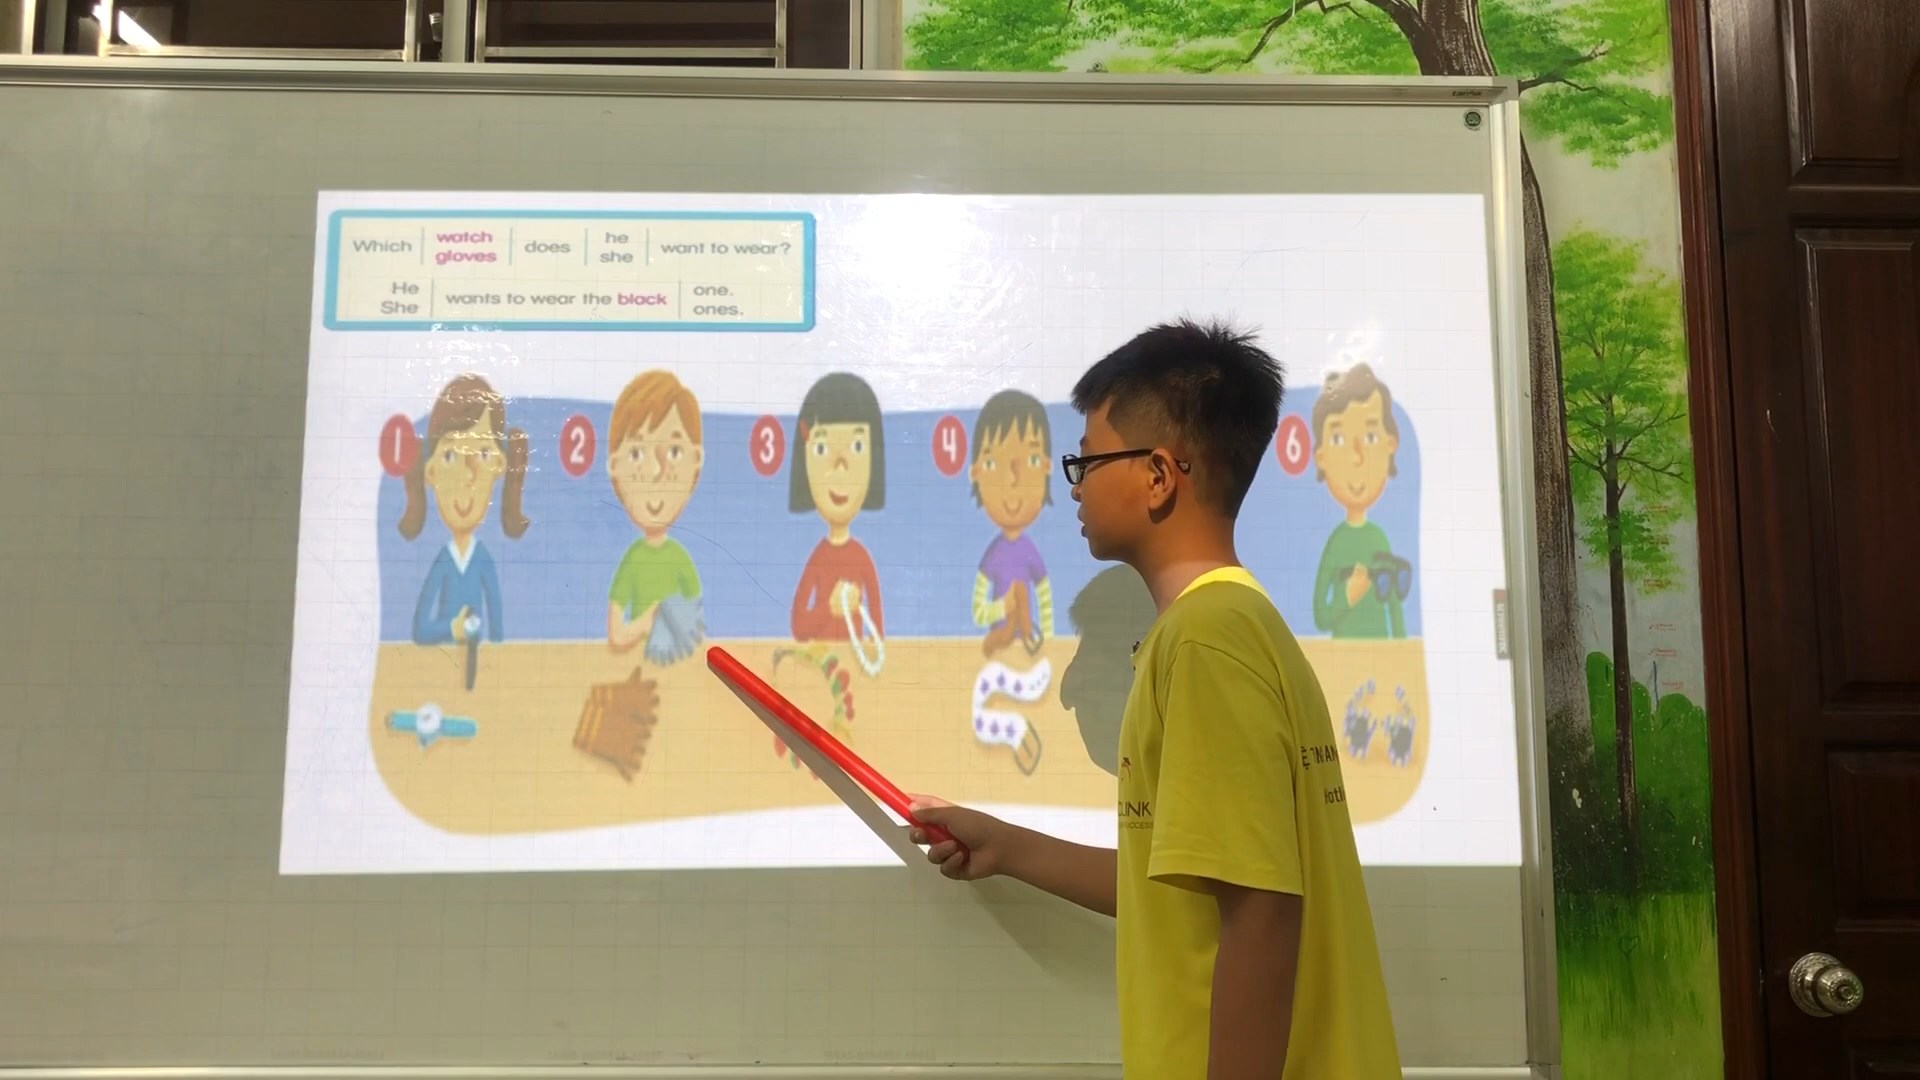 Which watch gloves does he she want to wear?
He She wants to wear the black one. ones.
1
2
3
4
6